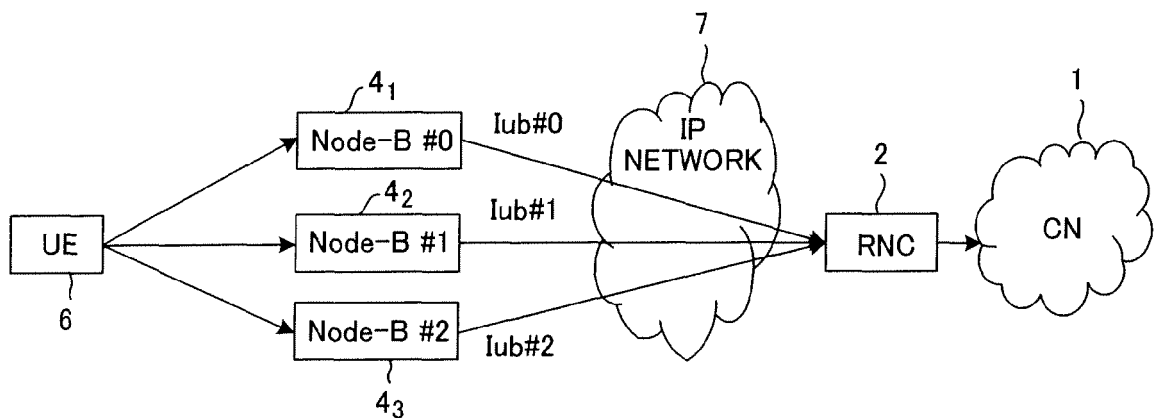 7
1
4₁
Node-B #0
Iub#0
IP
NETWORK
2
4₂
Iub#1
UE
Node-B #1
RNC
CN
6
Node-B #2
Iub#2
4₃